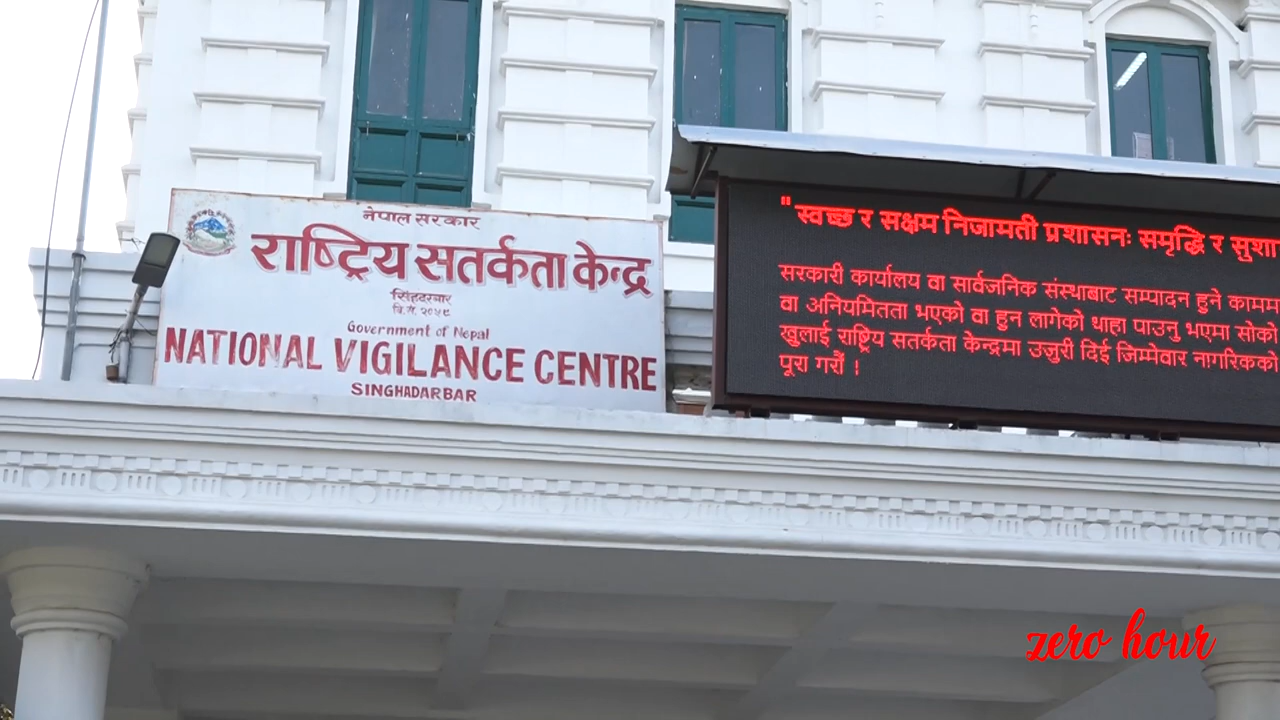 नेपाल सरकार
राष्ट्रिय सतर्कता केन्द्र
सिंहदरबार
वि.सं. २०५९
Government of Nepal
NATIONAL VIGILANCE CENTRE
SINGHADARBAR
"स्वच्छ र सक्षम निजामती प्रशासनः समृद्धि र सुशा
सरकारी कार्यालय वा सार्वजनिक संस्थाबाट सम्पादन हुने कामम
वा अनियमितता भएको वा हुन लागेको थाहा पाउनु भएमा सोको
खुलाई राष्ट्रिय सतर्कता केन्द्रमा उजुरी दिई जिम्मेवार नागरिकको
पूरा गरौं ।
zero hour